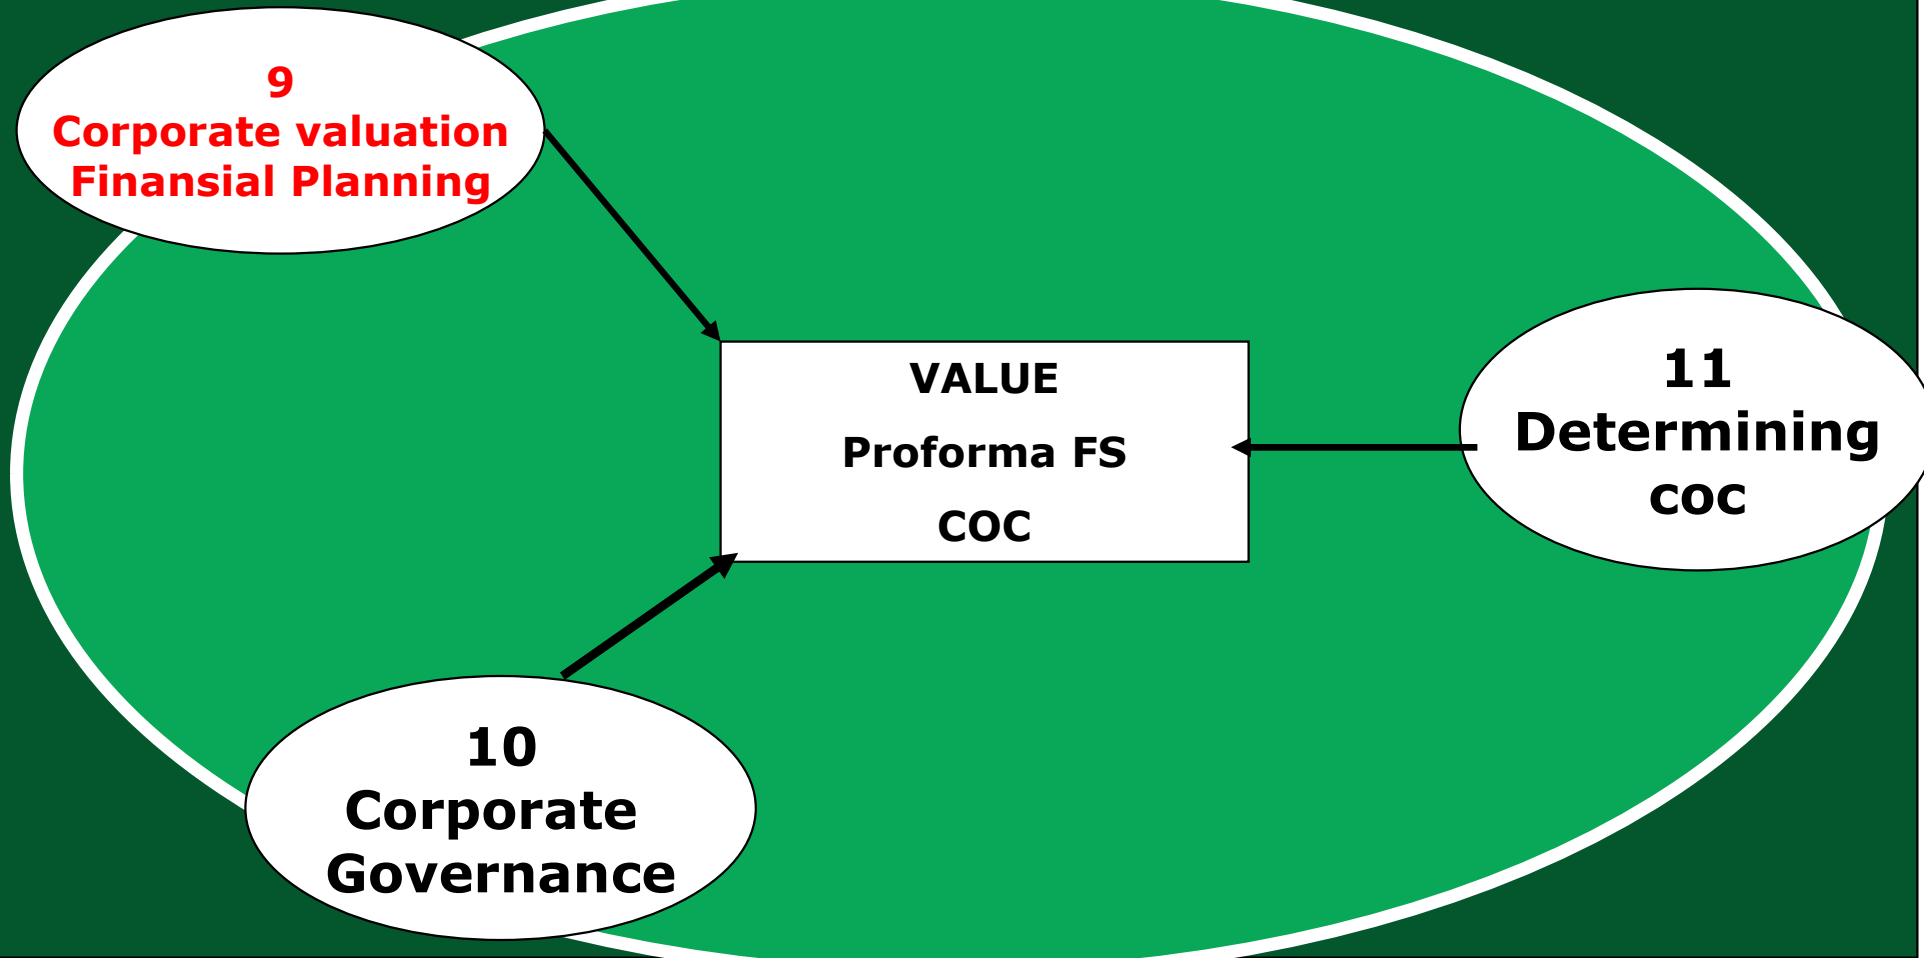 9
Corporate valuation
Finansial Planning
VALUE
Proforma FS
COC
11
Determining
coc
10
Corporate
Governance